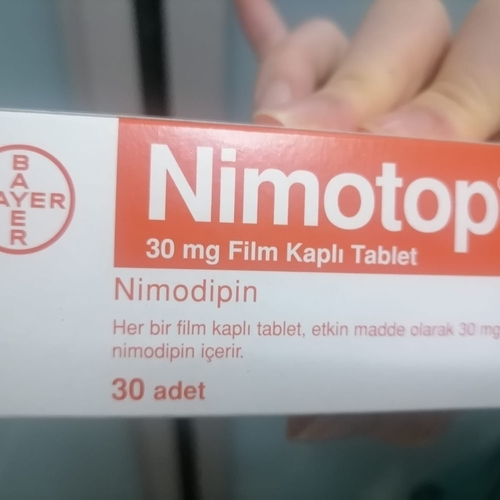 BAYER
BAYER
Nimotop
30 mg Film Kaplı Tablet
Nimodipin
Her bir film kaplı tablet, etkin madde olarak 30 mg
nimodipin içerir.
30 adet